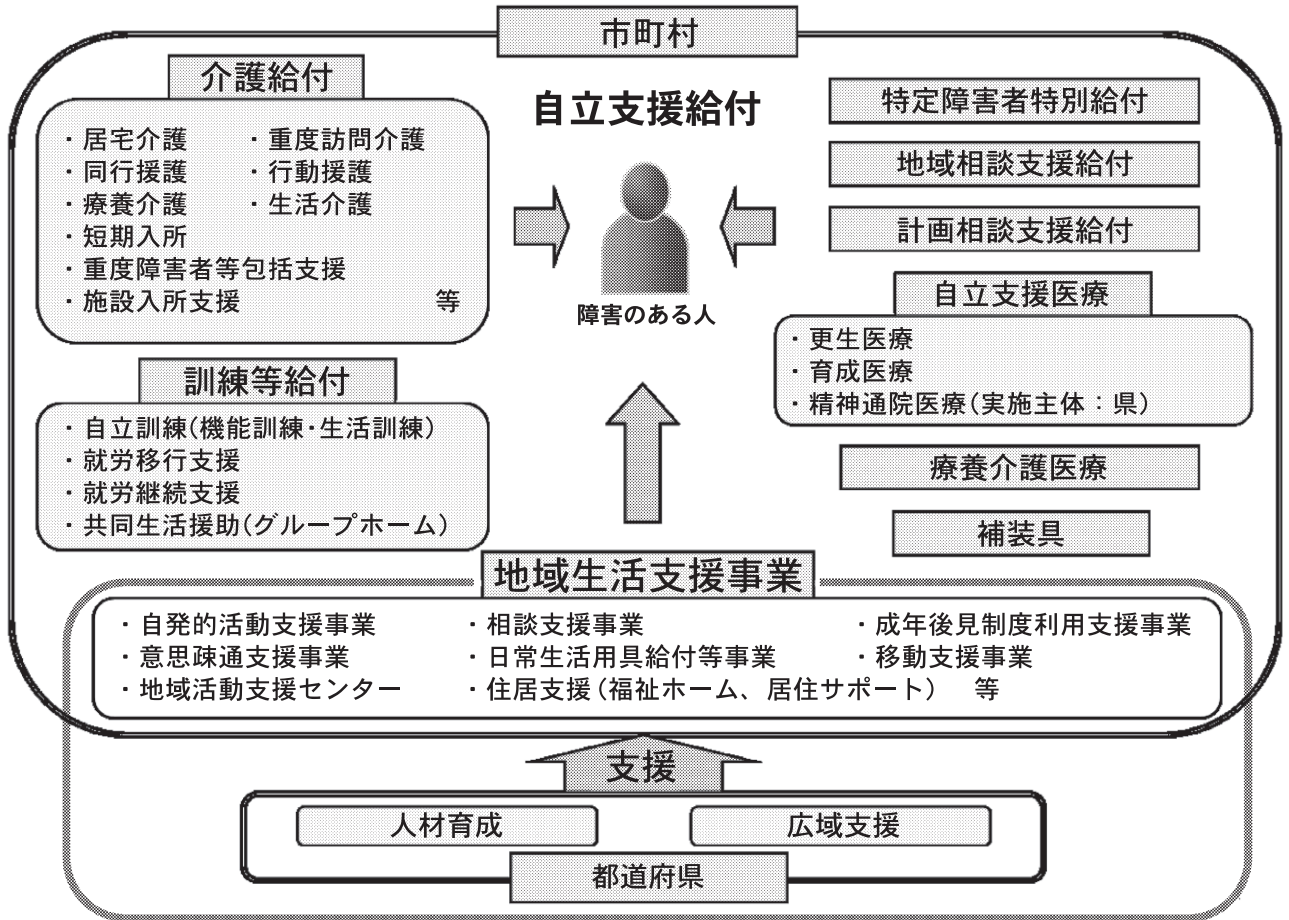 市町村
介護給付
・居宅介護 ・重度訪問介護
・同行援護 ・行動援護
・療養介護 ・生活介護
・短期入所
・重度障害者等包括支援
・施設入所支援 等
訓練等給付
・自立訓練(機能訓練・生活訓練)
・就労移行支援
・就労継続支援
・共同生活援助(グループホーム)
自立支援給付
障害のある人
特定障害者特別給付
地域相談支援給付
計画相談支援給付
自立支援医療
・更生医療
・育成医療
・精神通院医療(実施主体:県)
療養介護医療
補装具
地域生活支援事業
・自発的活動支援事業 ・相談支援事業 ・成年後見制度利用支援事業
・意思疎通支援事業 ・日常生活用具給付等事業 ・移動支援事業
・地域活動支援センター ・住居支援(福祉ホーム、居住サポート) 等
支援
人材育成 広域支援
都道府県